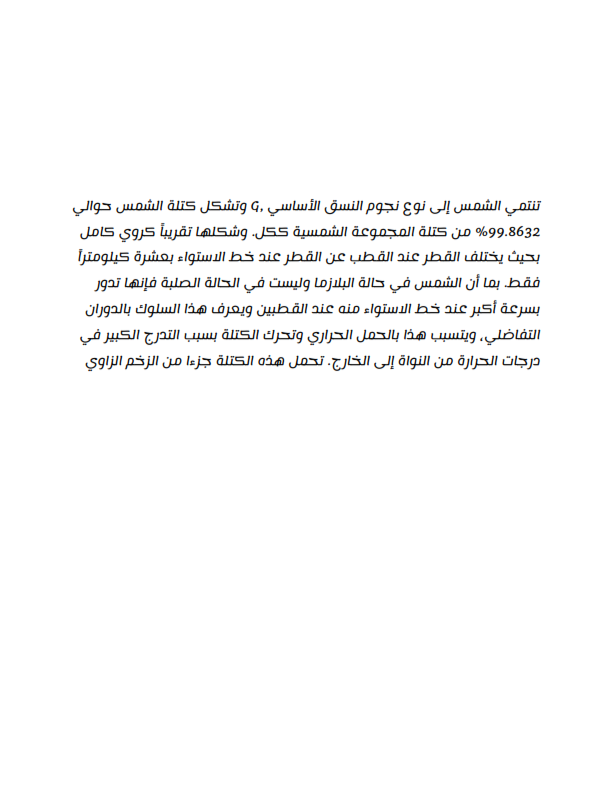 تنتمي الشمس إلى نوع نجوم النسق الأساسي G, وتشكل كتلة الشمس حوالي
99.8632% من كتلة المجموعة الشمسية ككل. وشكلها تقريباً كروي كامل
بحيث يختلف القطر عند القطب عن القطر عند خط الاستواء بعشرة كيلومتراً
فقط. بما أن الشمس في حالة البلازما وليست في الحالة الصلبة فإنها تدور
بسرعة أكبر عند خط الاستواء منه عند القطبين ويعرف هذا السلوك بالدوران
التفاضلي، ويتسبب هذا بالحمل الحراري وتحرك الكتلة بسبب التدرج الكبير في
درجات الحرارة من النواة إلى الخارج. تحمل هذه الكتلة جزءا من الزخم الزاوي